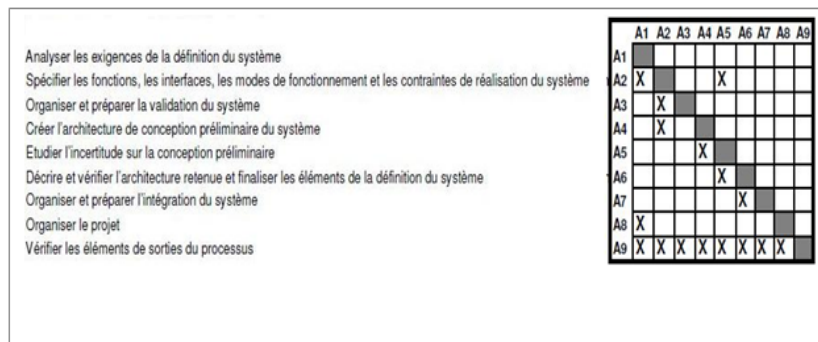 A1 A2 A3 A4 A5 A6 A7 A8 A9
Analyser les exigences de la définition du système A1
Spécifier les fonctions, les interfaces, les modes de fonctionnement et les contraintes de réalisation du système A2 X X
Organiser et préparer la validation du système A3 X
Créer l'architecture de conception préliminaire du système A4 X
Etudier l'incertitude sur la conception préliminaire A5 X
Décrire et vérifier l'architecture retenue et finaliser les éléments de la définition du système A6 X
Organiser et préparer l'intégration du système A7 X
Organiser le projet A8 X
Vérifier les éléments de sorties du processus A9 X X X X X X X X